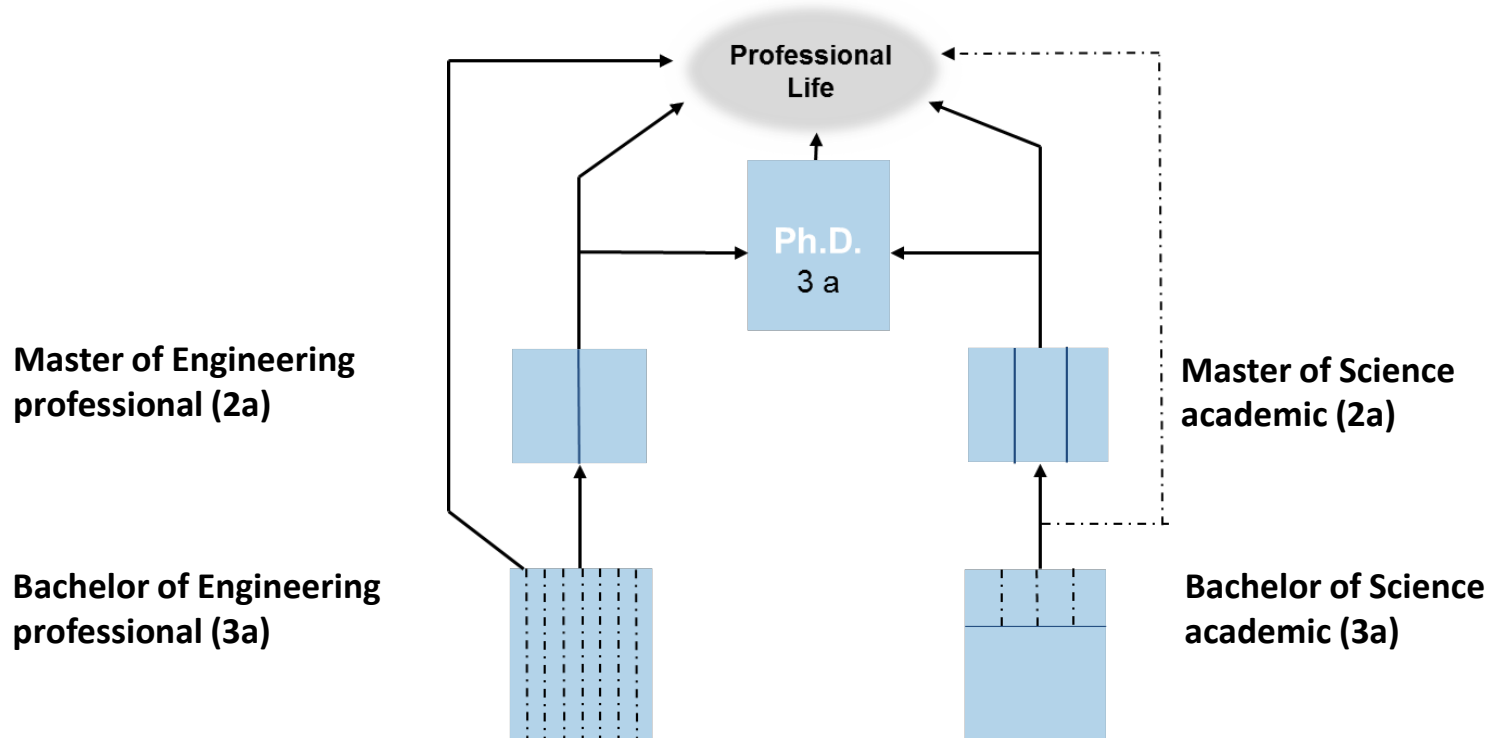 Professional
Life
Ph.D.
3 a
Master of Engineering
professional (2a)
Master of Science
academic (2a)
Bachelor of Engineering
professional (3a)
Bachelor of Science
academic (3a)